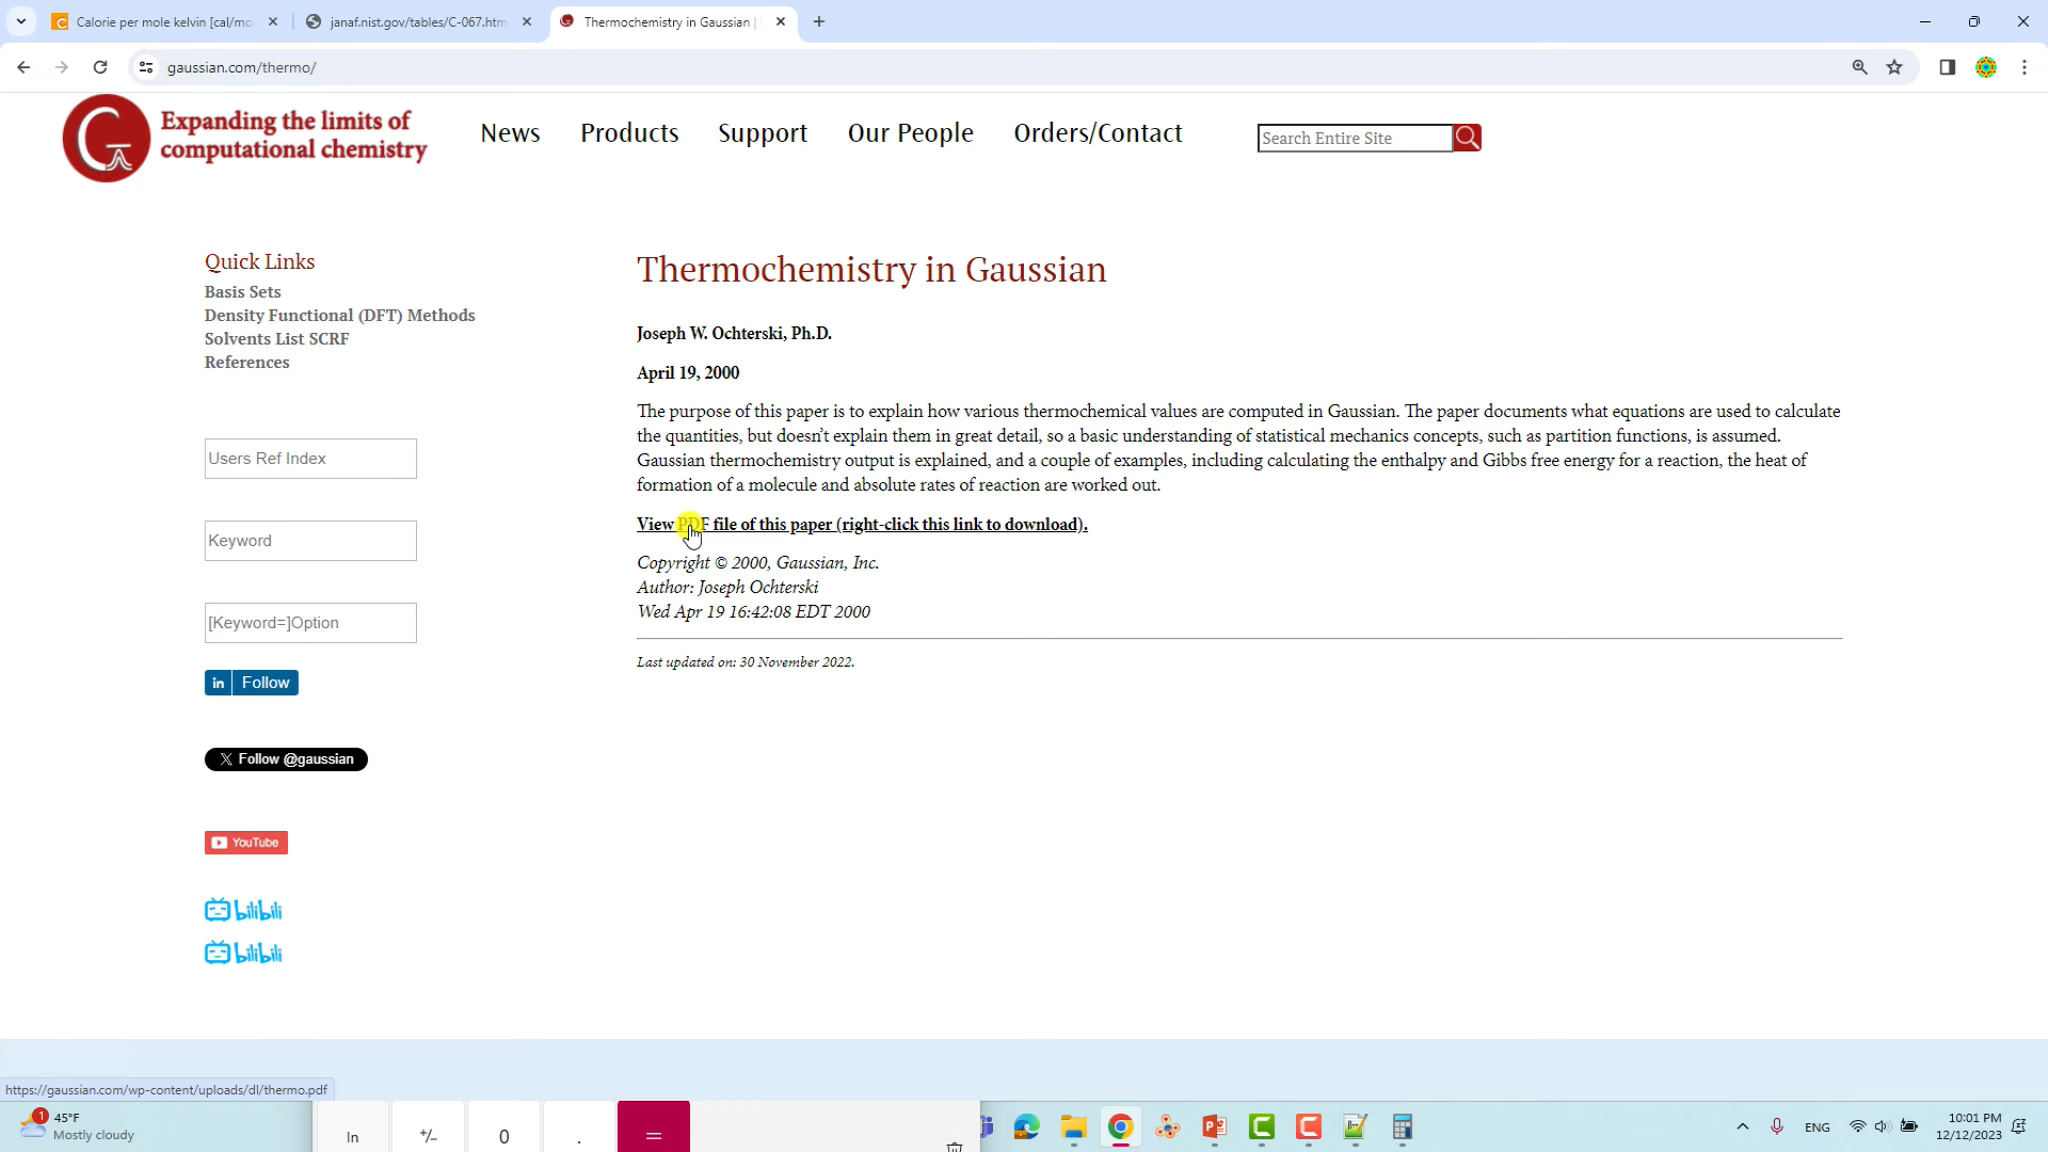 Calorie per mole kelvin [cal/mo
janaf.nist.gov/tables/C-067.htm
Thermochemistry in Gaussian |
gaussian.com/thermo/
Expanding the limits of
computational chemistry
News
Products
Support
Our People
Orders/Contact
Search Entire Site
Quick Links
Basis Sets
Density Functional (DFT) Methods
Solvents List SCRF
References
Users Ref Index
Keyword
[Keyword=]Option
in Follow
X Follow @gaussian
YouTube
bilibili
bilibili
Thermochemistry in Gaussian
Joseph W. Ochterski, Ph.D.
April 19, 2000
The purpose of this paper is to explain how various thermochemical values are computed in Gaussian. The paper documents what equations are used to calculate
the quantities, but doesn't explain them in great detail, so a basic understanding of statistical mechanics concepts, such as partition functions, is assumed.
Gaussian thermochemistry output is explained, and a couple of examples, including calculating the enthalpy and Gibbs free energy for a reaction, the heat of
formation of a molecule and absolute rates of reaction are worked out.
View PDF file of this paper (right-click this link to download).
Copyright © 2000, Gaussian, Inc.
Author: Joseph Ochterski
Wed Apr 19 16:42:08 EDT 2000
Last updated on: 30 November 2022.
https://gaussian.com/wp-content/uploads/dl/thermo.pdf
1
45°F
Mostly cloudy
ln
+/-
0
.
=
ENG
10:01 PM
12/12/2023